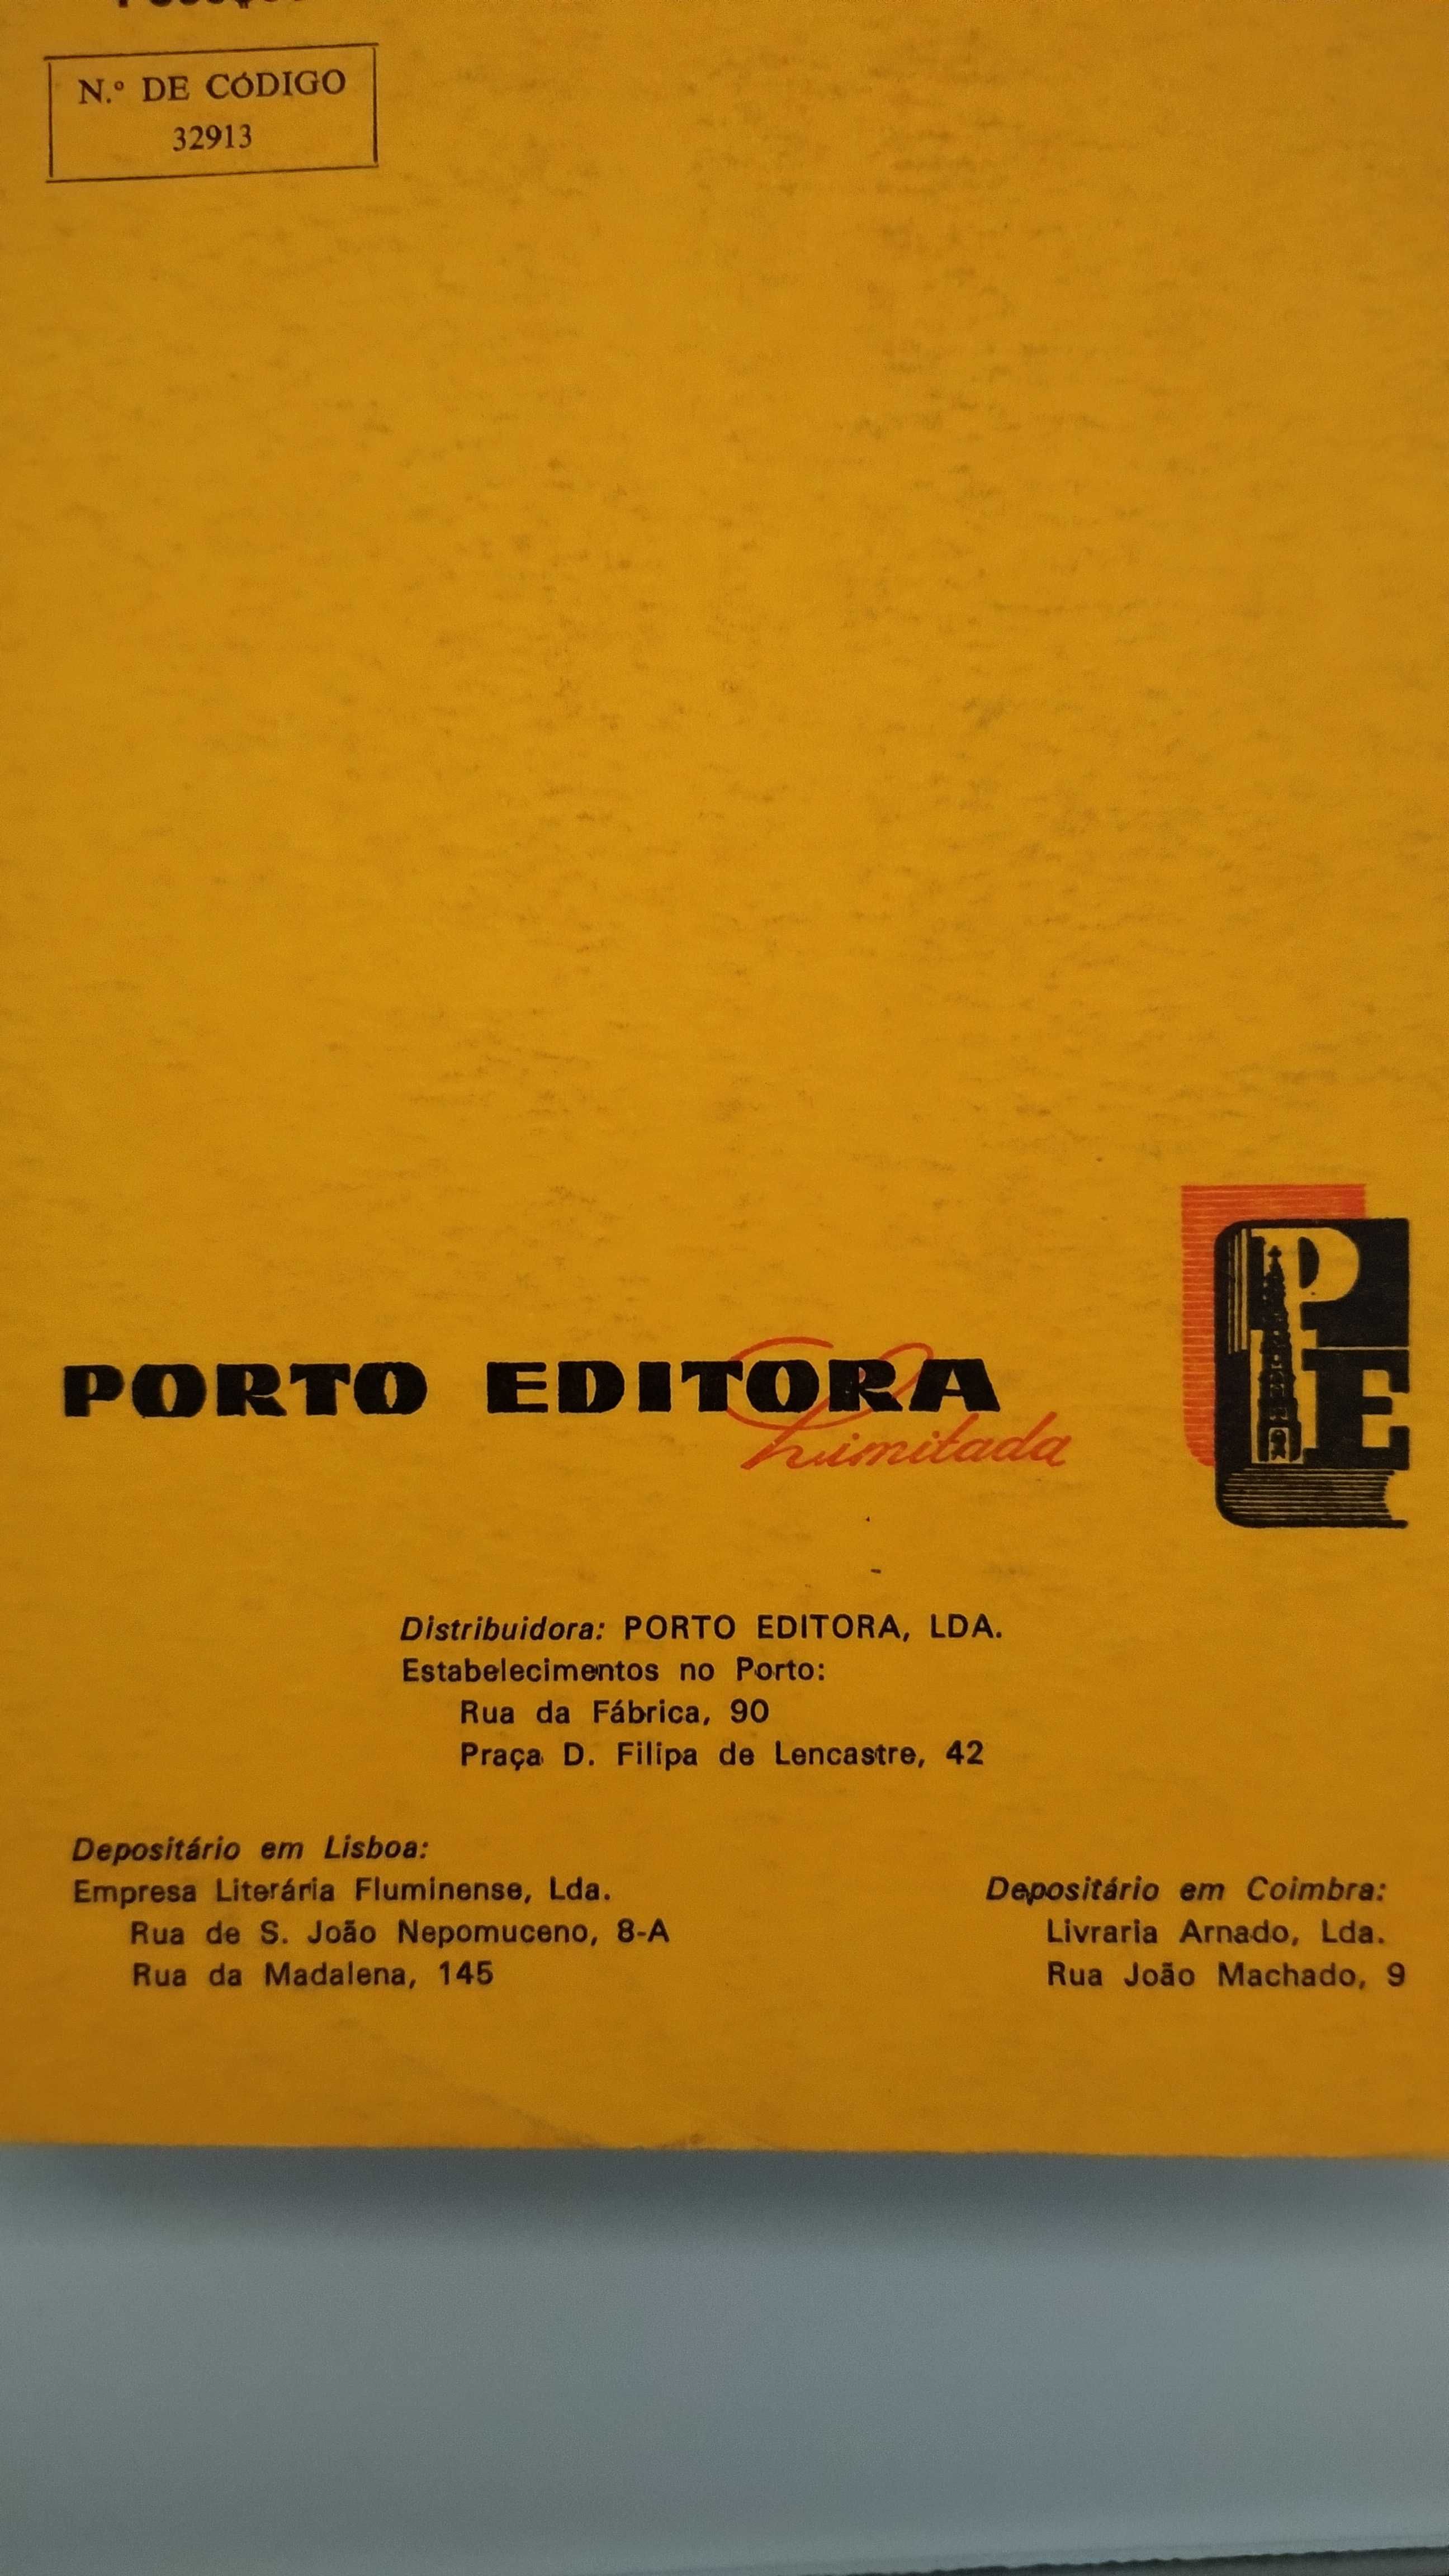 N.º DE CÓDIGO
32913
PE
PORTO EDITORA
Limitada
Distribuidora: PORTO EDITORA, LDA.
Estabelecimentos no Porto:
Rua da Fábrica, 90
Praça D. Filipa de Lencastre, 42
Depositário em Lisboa:
Empresa Literária Fluminense, Lda.
Rua de S. João Nepomuceno, 8-A
Rua da Madalena, 145
Depositário em Coimbra:
Livraria Arnado, Lda.
Rua João Machado, 9